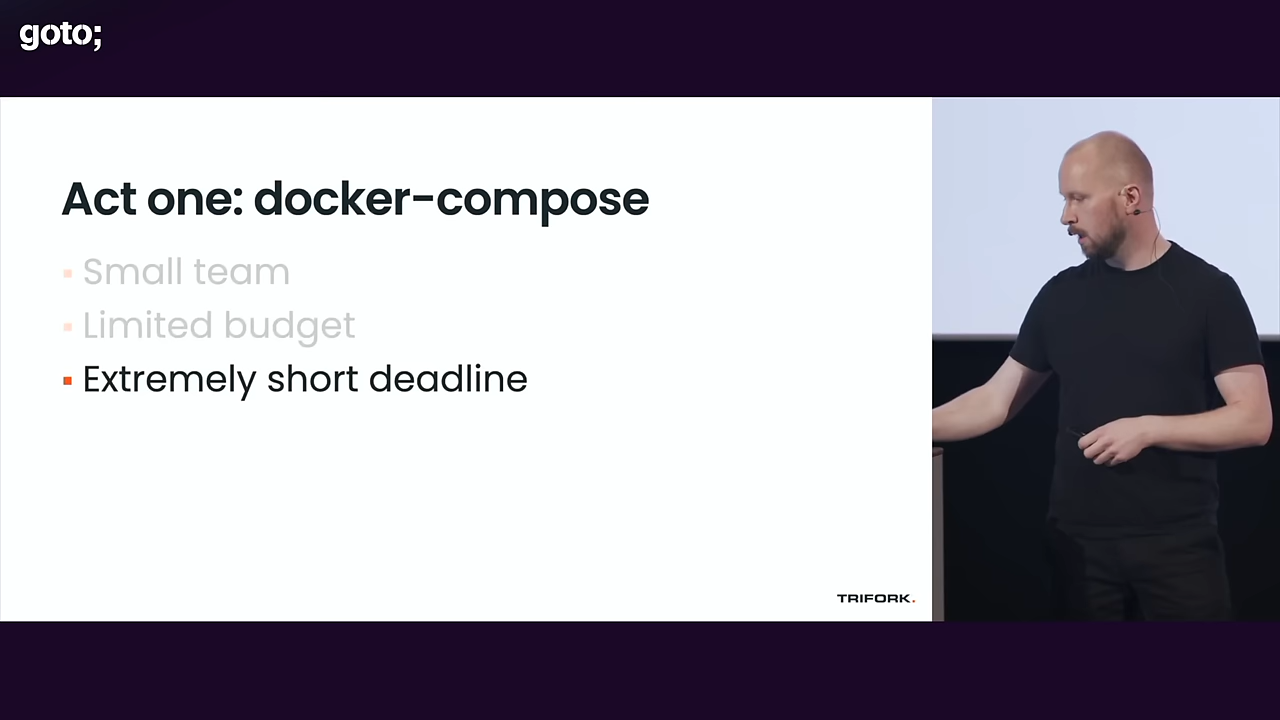 goto;
Act one: docker-compose
▪ Small team
▪ Limited budget
▪ Extremely short deadline
TRIFORK.